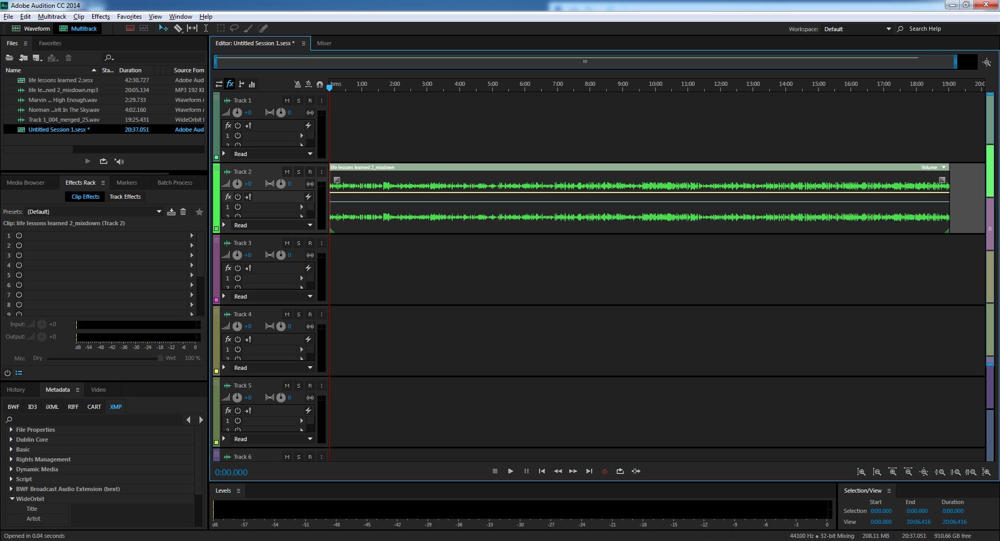 Au Adobe Audition CC 2014
File Edit Multitrack Clip Effects Favorites View Window Help
Waveform Multitrack Workspace: Default Search Help
Files Favorites
Name Sta... Duration Source Form
life lessons learned 2.sesx 42:30.727 Adobe Aud
life le...ned 2_mixdown.mp3 20:05.134 MP3 192 Kb
Marvin ... High Enough.wav 2:29.733 Waveform A
Norman ...irit In The Sky.wav 4:02.160 Waveform A
Track 1_004_merged_25.wav 19:25.431 WideOrbit
Untitled Session 1.sesx * 20:37.051 Adobe Aud
Media Browser Effects Rack Markers Batch Process
Clip Effects Track Effects
Presets: (Default)
Clip: life lessons learned 2_mixdown (Track 2)
1
2
3
4
5
6
7
8
9
Input: +0
Output: +0
dB -54 -48 -42 -36 -30 -24 -18 -12 -6 0
Mix: Dry Wet 100 %
History Metadata Video
BWF ID3 iXML RIFF CART XMP
File Properties
Dublin Core
Basic
Rights Management
Dynamic Media
Script
BWF Broadcast Audio Extension (bext)
WideOrbit
Title
Artist
Opened in 0.04 seconds
Editor: Untitled Session 1.sesx * Mixer
fx
hms 1:00 2:00 3:00 4:00 5:00 6:00 7:00 8:00 9:00 10:00 11:00 12:00 13:00 14:00 15:00 16:00 17:00 18:00 19:00 20:0
Track 1 M S R I
+0 0
fx
1
2
Read
Track 2 M S R I
+0 0
fx
1
2
Read
life lessons learned 2_mixdown Volume
Track 3 M S R I
+0 0
fx
1
2
Read
Track 4 M S R I
+0 0
fx
1
2
Read
Track 5 M S R I
+0 0
fx
1
2
Read
Track 6 M S R I
0:00.000
Levels
dB -57 -54 -51 -48 -45 -42 -39 -36 -33 -30 -27 -24 -21 -18 -15 -12 -9 -6 -3 0
Selection/View
Start End Duration
Selection 0:00.000 0:00.000 0:00.000
View 0:00.000 20:06.416 20:06.416
44100 Hz ● 32-bit Mixing 208.11 MB 20:37.051 910.66 GB free